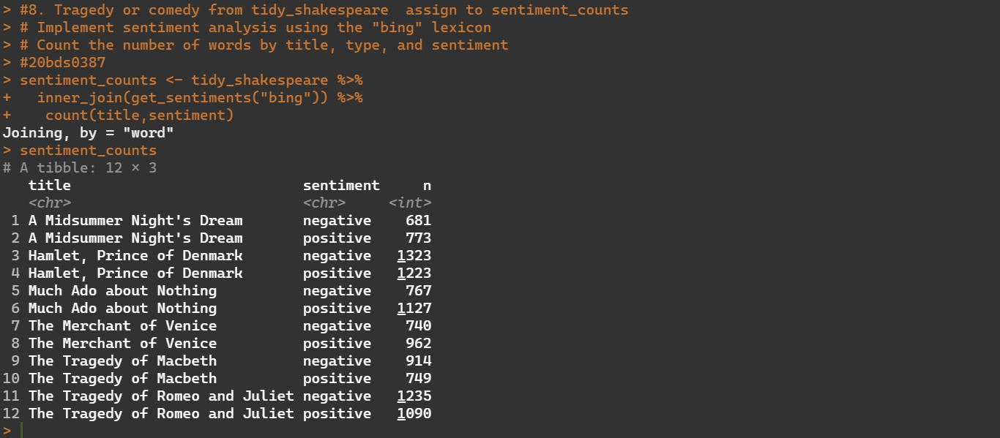 > #8. Tragedy or comedy from tidy_shakespeare  assign to sentiment_counts
> # Implement sentiment analysis using the "bing" lexicon
> # Count the number of words by title, type, and sentiment
> #20bds0387
> sentiment_counts <- tidy_shakespeare %>%
+   inner_join(get_sentiments("bing")) %>%
+    count(title,sentiment)
Joining, by = "word"
> sentiment_counts
# A tibble: 12 × 3
   title                           sentiment     n
   <chr>                           <chr>     <int>
 1 A Midsummer Night's Dream       negative    681
 2 A Midsummer Night's Dream       positive    773
 3 Hamlet, Prince of Denmark       negative   1323
 4 Hamlet, Prince of Denmark       positive   1223
 5 Much Ado about Nothing          negative    767
 6 Much Ado about Nothing          positive   1127
 7 The Merchant of Venice          negative    740
 8 The Merchant of Venice          positive    962
 9 The Tragedy of Macbeth          negative    914
10 The Tragedy of Macbeth          positive    749
11 The Tragedy of Romeo and Juliet negative   1235
12 The Tragedy of Romeo and Juliet positive   1090
>